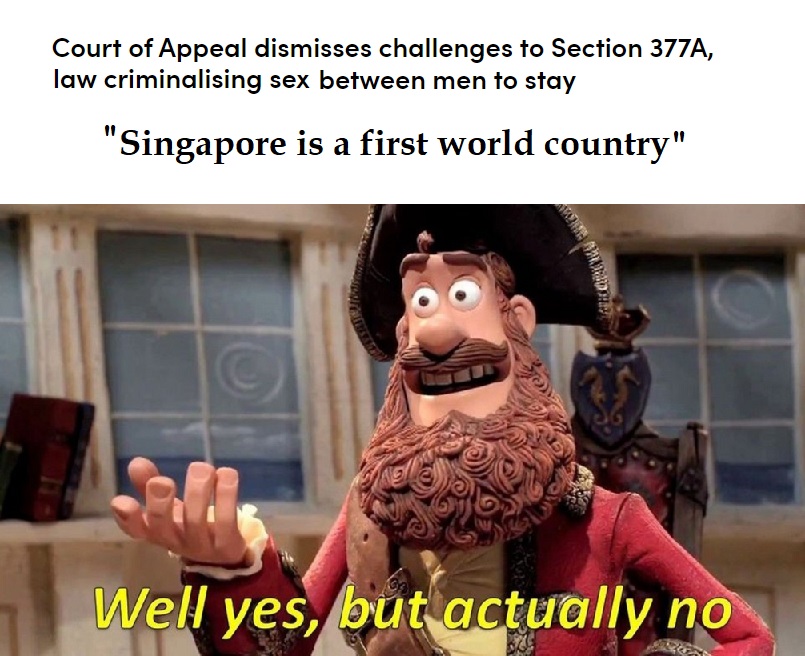 Court of Appeal dismisses challenges to Section 377A,
law criminalising sex between men to stay
"Singapore is a first world country"
Well yes, but actually no